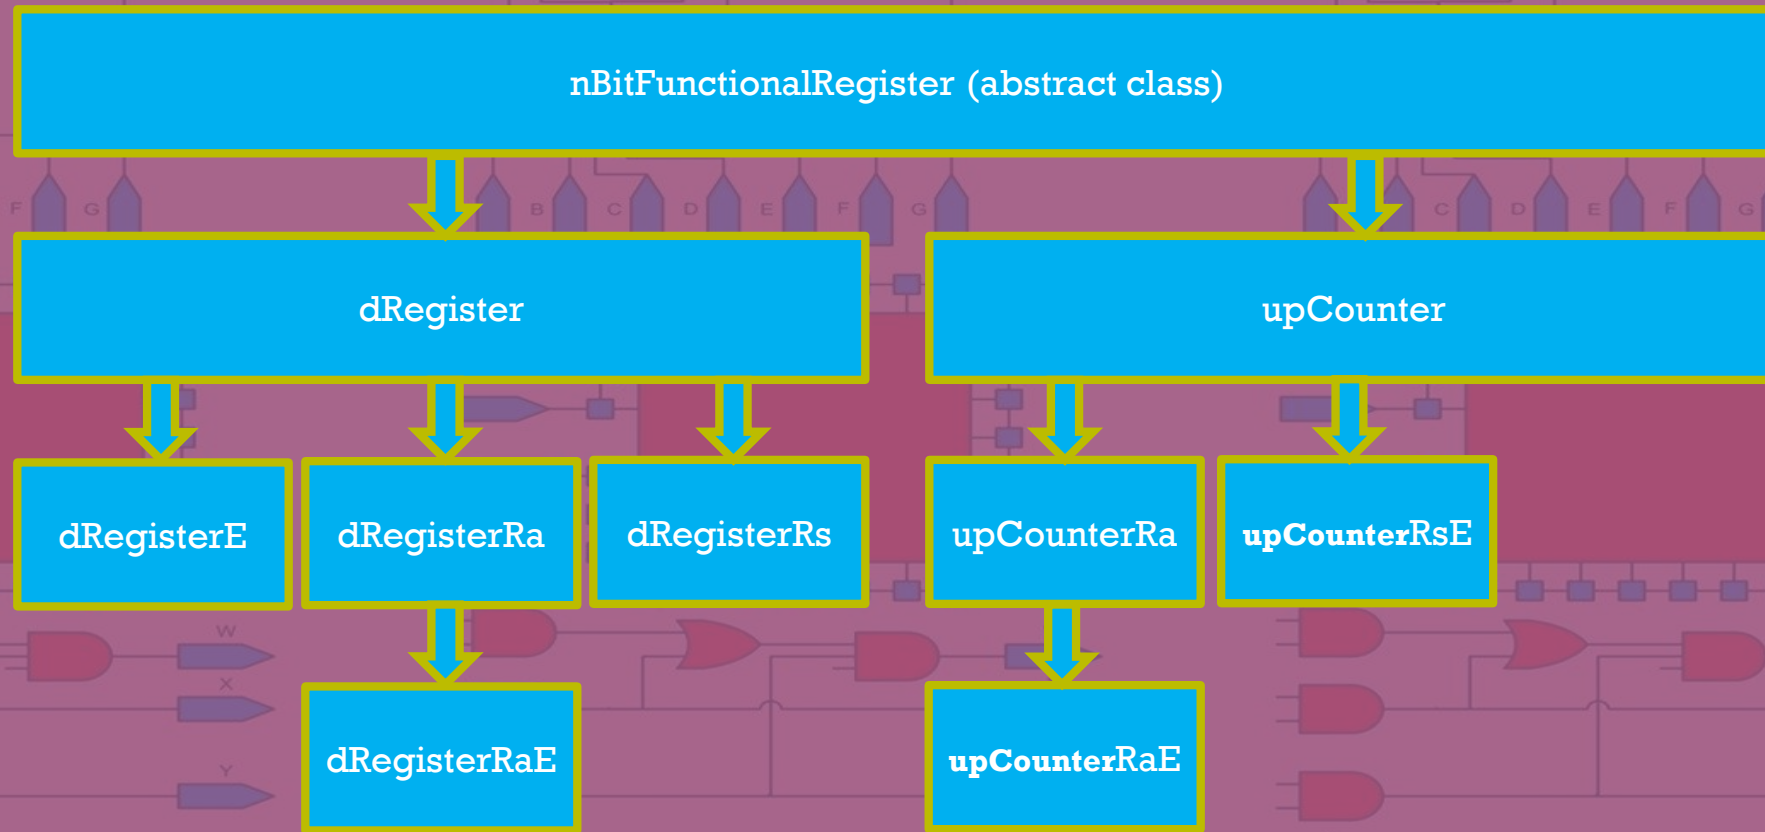 nBitFunctionalRegister (abstract class)
F G B C D E F G C D E F G
dRegister
upCounter
dRegisterE
dRegisterRa
dRegisterRs
upCounterRa
upCounterRsE
W
X
dRegisterRaE
upCounterRaE
Y